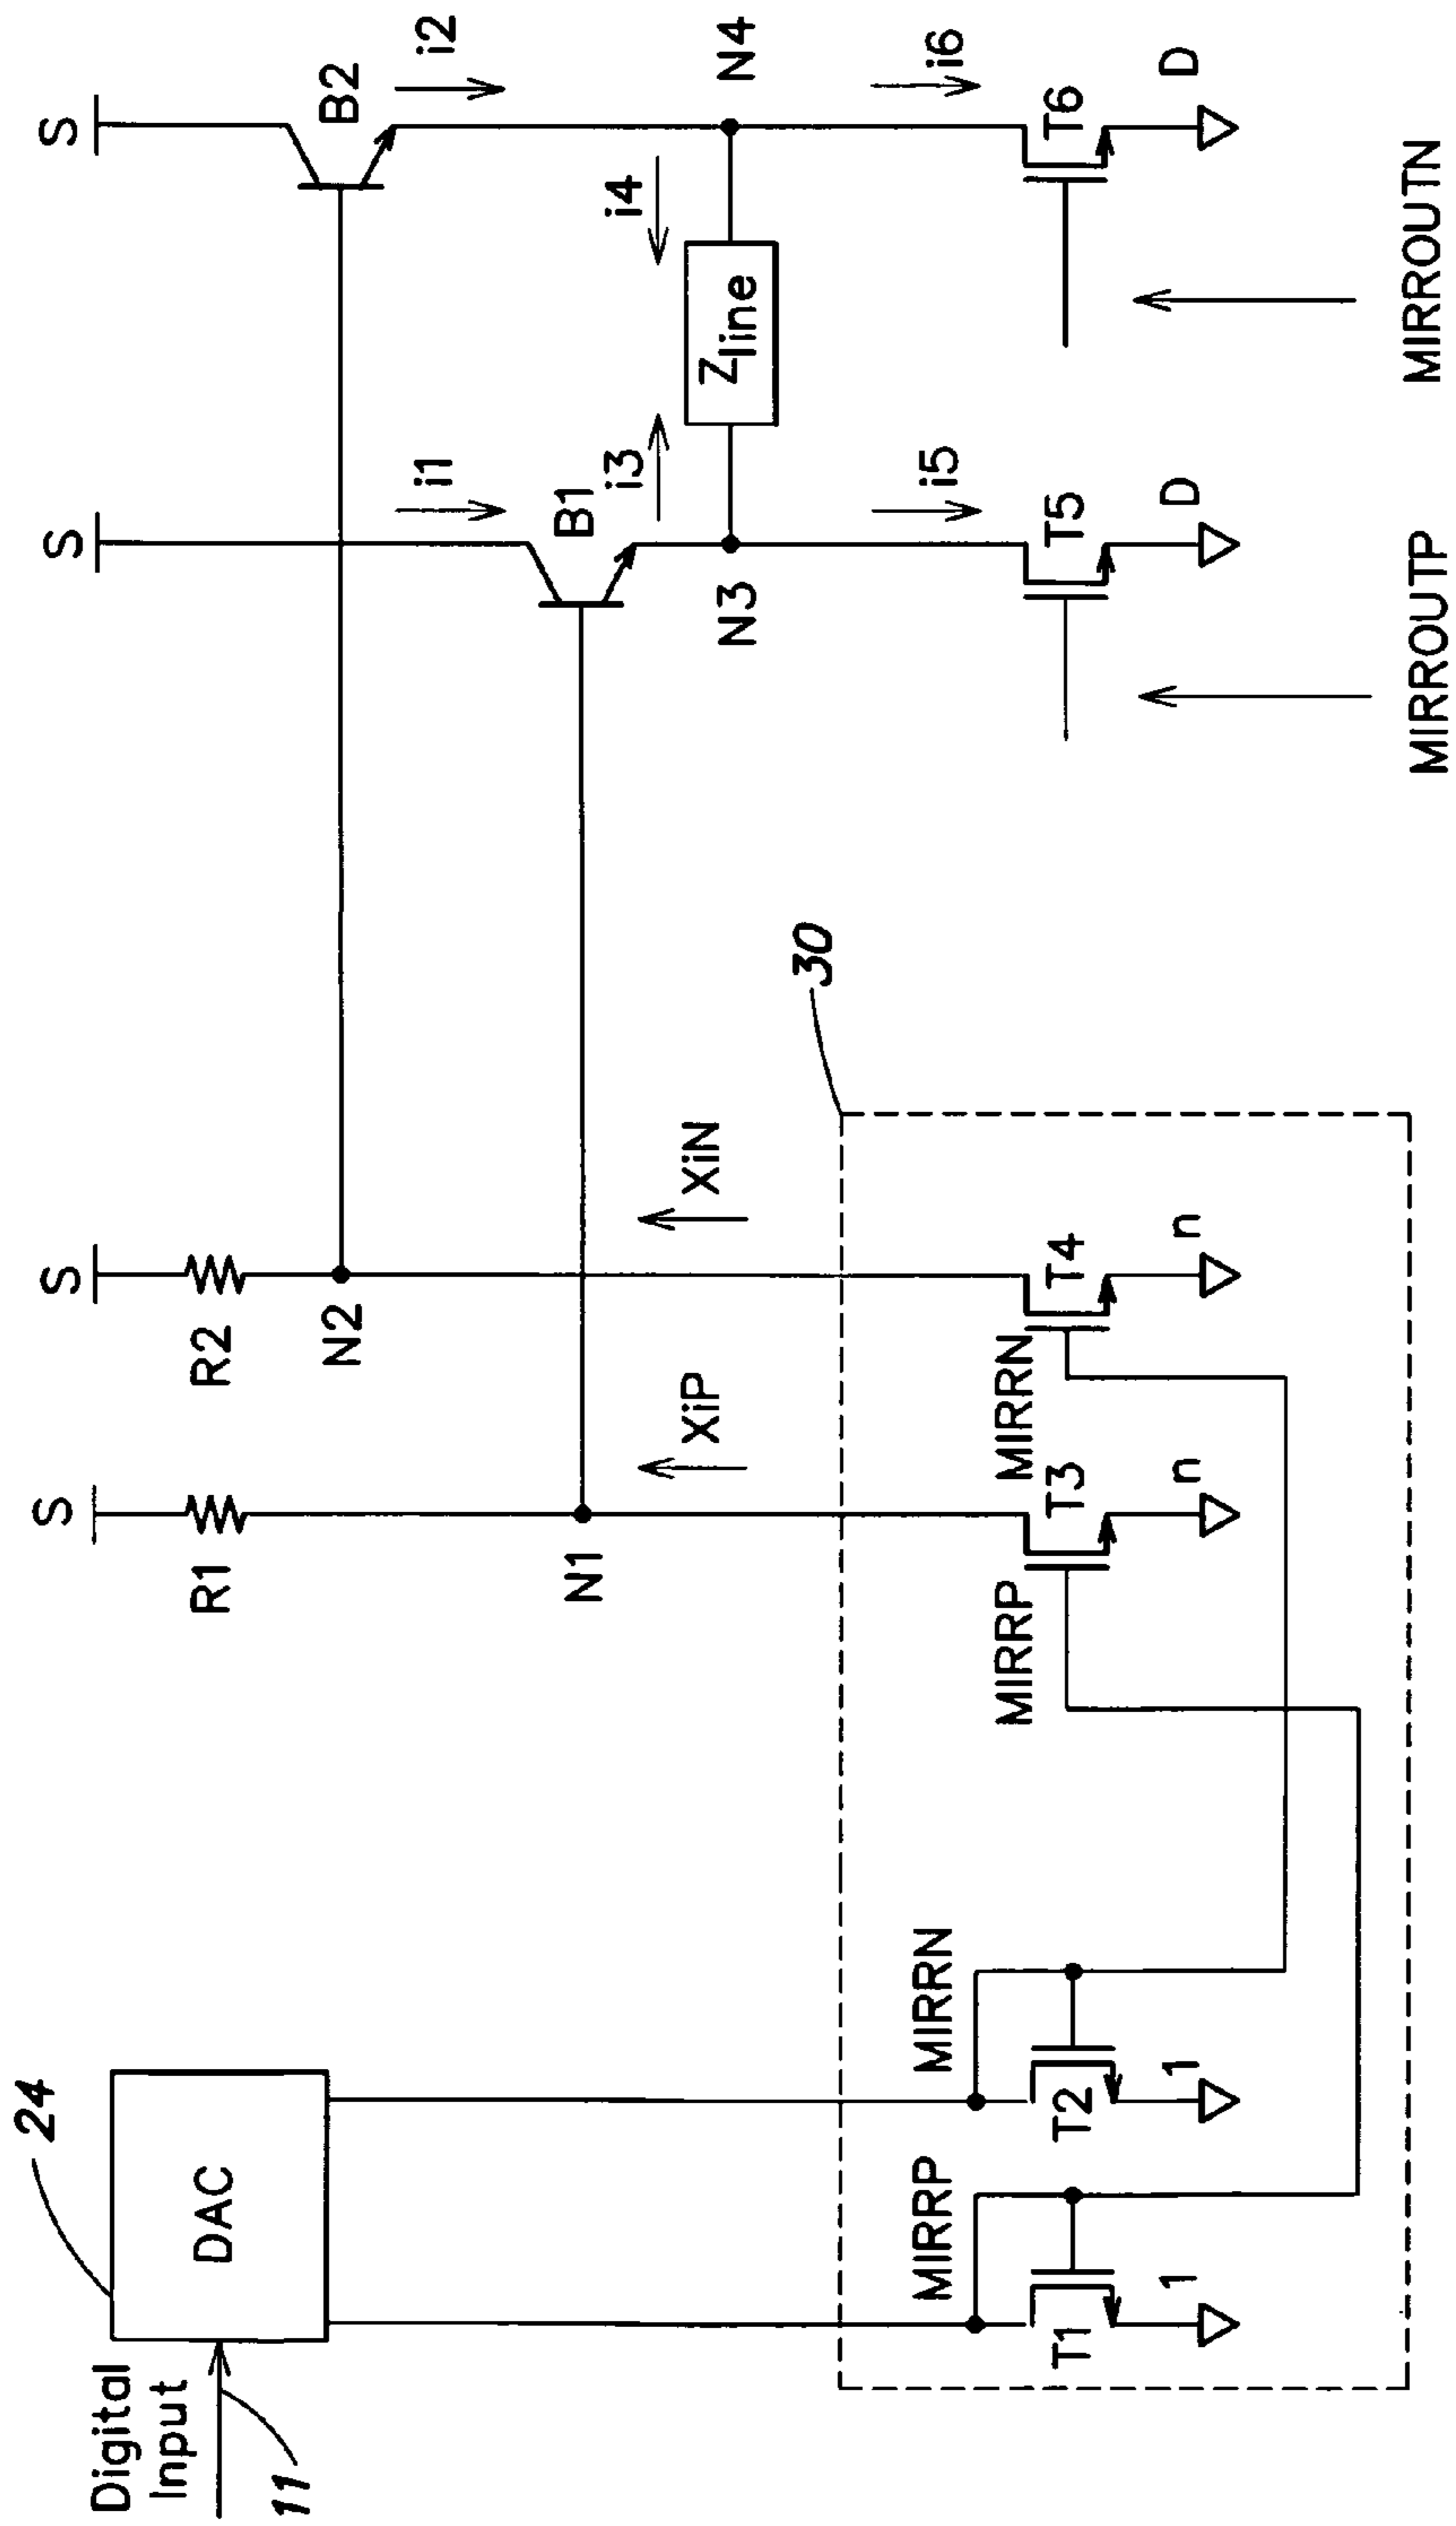 24
Digital
Input
11
DAC
MIRRP
MIRRN
T1
1
T2
1
S
R1
N1
XiP
MIRRP
T3
n
S
R2
N2
XiN
MIRRN
T4
n
30
S
i1
B1
i3
N3
i5
T5
D
MIRROUTP
S
B2
i2
i4
Zline
N4
i6
T6
D
MIRROUTN